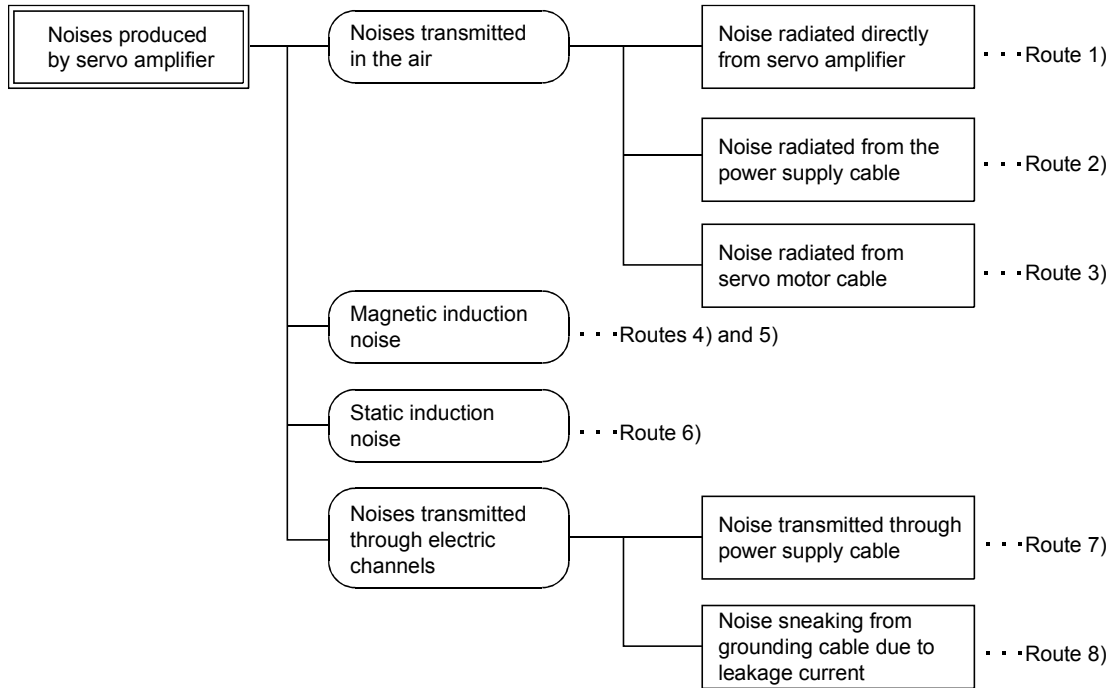 Noises produced
by servo amplifier
Noises transmitted
in the air
Noise radiated directly
from servo amplifier
· · · Route 1)
Noise radiated from the
power supply cable
· · · Route 2)
Noise radiated from
servo motor cable
· · · Route 3)
Magnetic induction
noise
· · · Routes 4) and 5)
Static induction
noise
· · · Route 6)
Noises transmitted
through electric
channels
Noise transmitted through
power supply cable
· · · Route 7)
Noise sneaking from
grounding cable due to
leakage current
· · · Route 8)